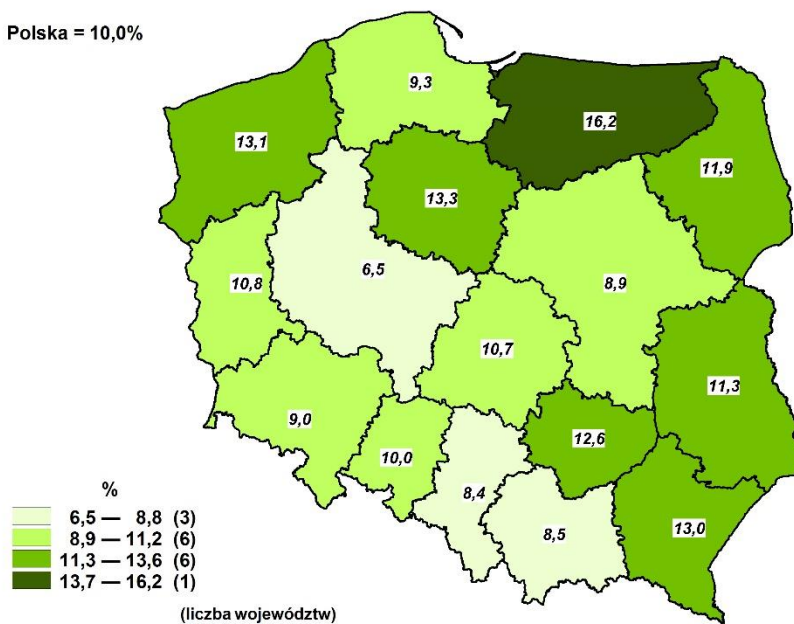 Polska = 10,0%
9,3
16,2
13,1
11,9
13,3
6,5
10,8
8,9
10,7
11,3
9,0
12,6
10,0
8,4
8,5
13,0
%
6,5 — 8,8 (3)
8,9 — 11,2 (6)
11,3 — 13,6 (6)
13,7 — 16,2 (1)
(liczba województw)